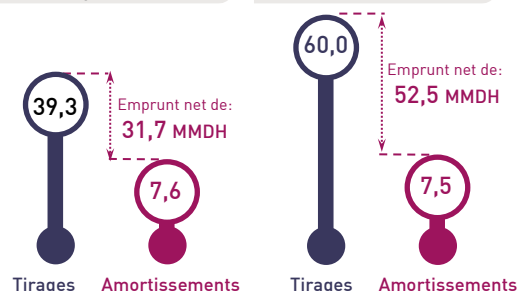 39,3
Emprunt net de:
31,7 MMDH
7,6
Tirages Amortissements
60,0
Emprunt net de:
52,5 MMDH
7,5
Tirages Amortissements